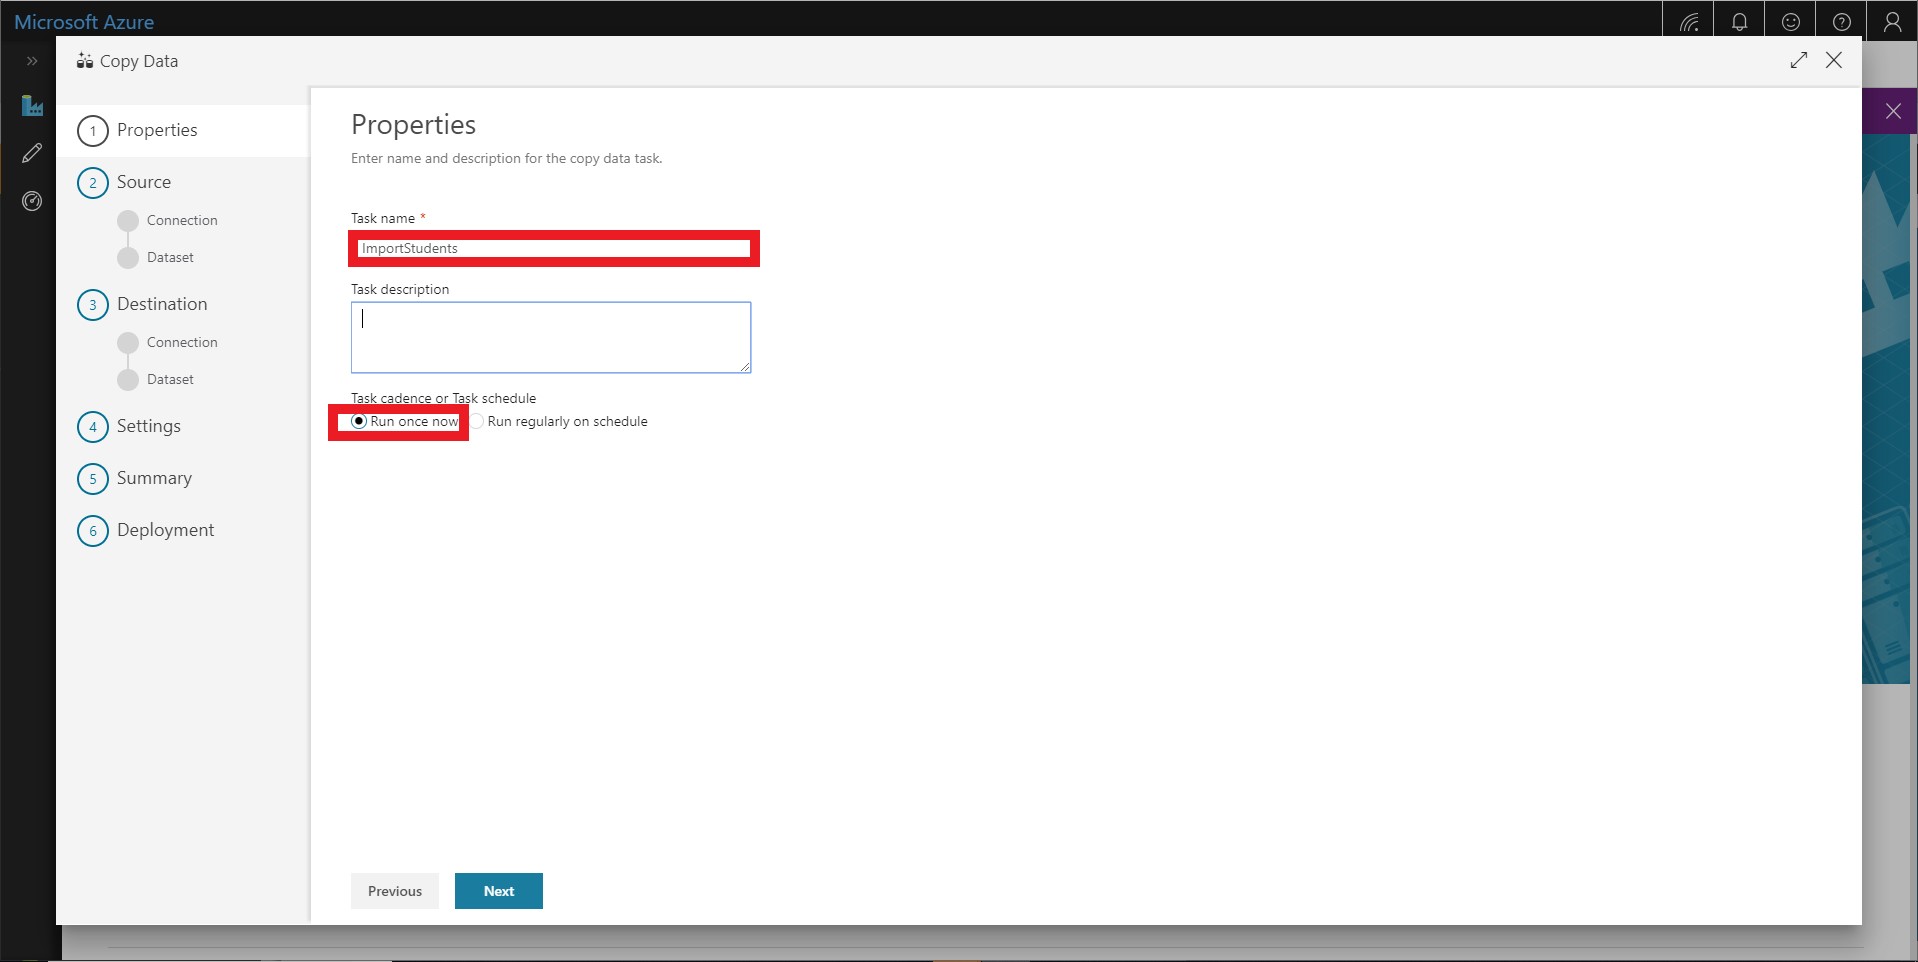 Microsoft Azure
Copy Data
1 Properties
2 Source
Connection
Dataset
3 Destination
Connection
Dataset
4 Settings
5 Summary
6 Deployment
Properties
Enter name and description for the copy data task.
Task name *
ImportStudents
Task description
Task cadence or Task schedule
Run once now Run regularly on schedule
Previous Next